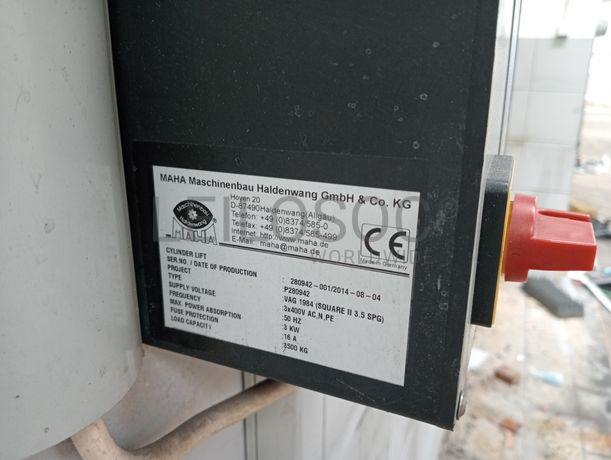 MAHA Maschinenbau Haldenwang GmbH & Co. KG
Hoyen 20
D-87490Haldenwang(Allgäu)
Telefon: +49 (0)8374/585-0
Telefax: +49 (0)8374/585-499
Internet: http://www.maha.de
E-Mail: maha@maha.de
Maschinenbau
Haldenwang
MAHA
CE
Made in Germany
CYLINDER LIFT
SER.NO. / DATE OF PRODUCTION : 280942-001/2014-08-04
PROJECT :P280942
TYPE :VAG 1984 (SQUARE II 3.5 SPG)
SUPPLY VOLTAGE :3x400V AC,N,PE
FREQUENCY :50 HZ
MAX. POWER ABSORPTION :3 KW
FUSE PROTECTION :16 A
LOAD CAPACITY :3500 KG
WORLDWIDE